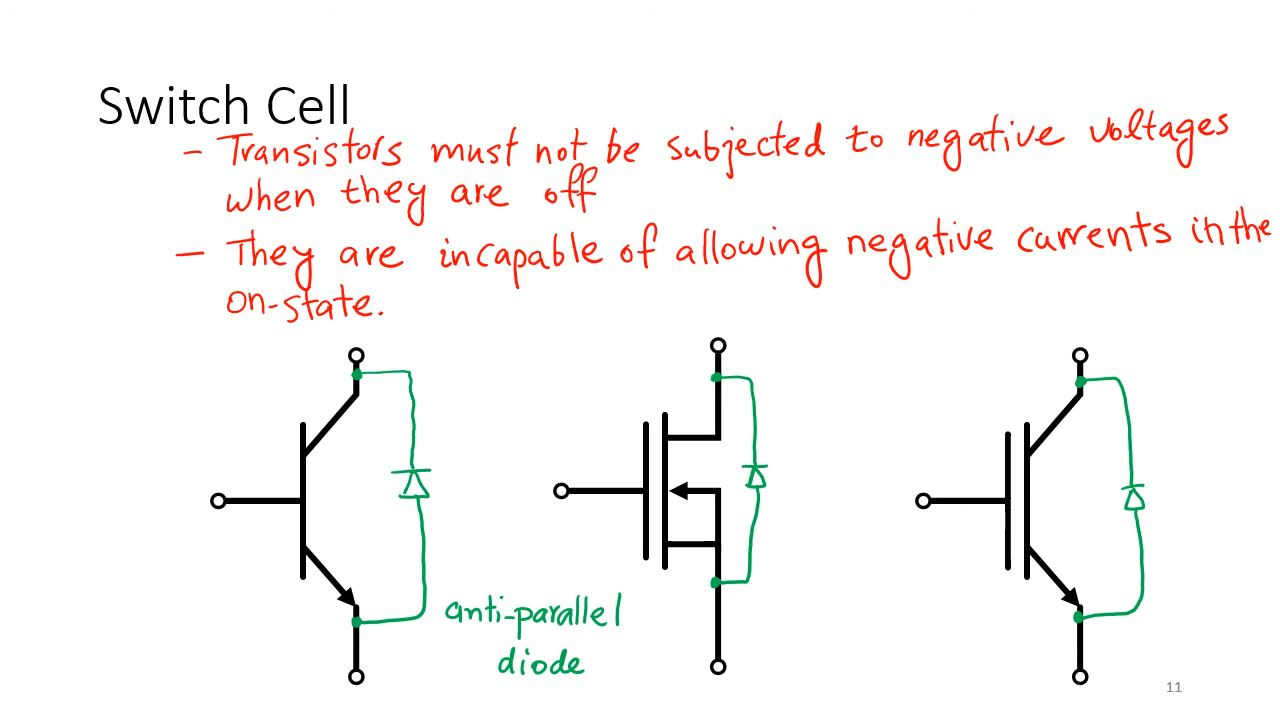 Switch Cell
- Transistors must not be subjected to negative voltages
when they are off
- They are incapable of allowing negative currents in the
on-state.
anti-parallel
diode
11